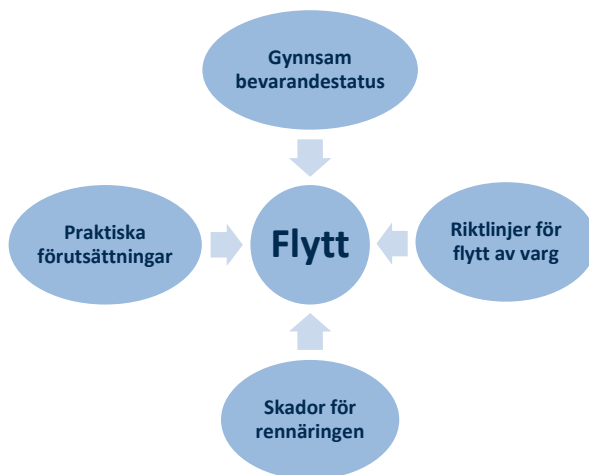 Gynnsam
bevarandestatus
Praktiska
förutsättningar
Flytt
Riktlinjer för
flytt av varg
Skador för
rennäringen